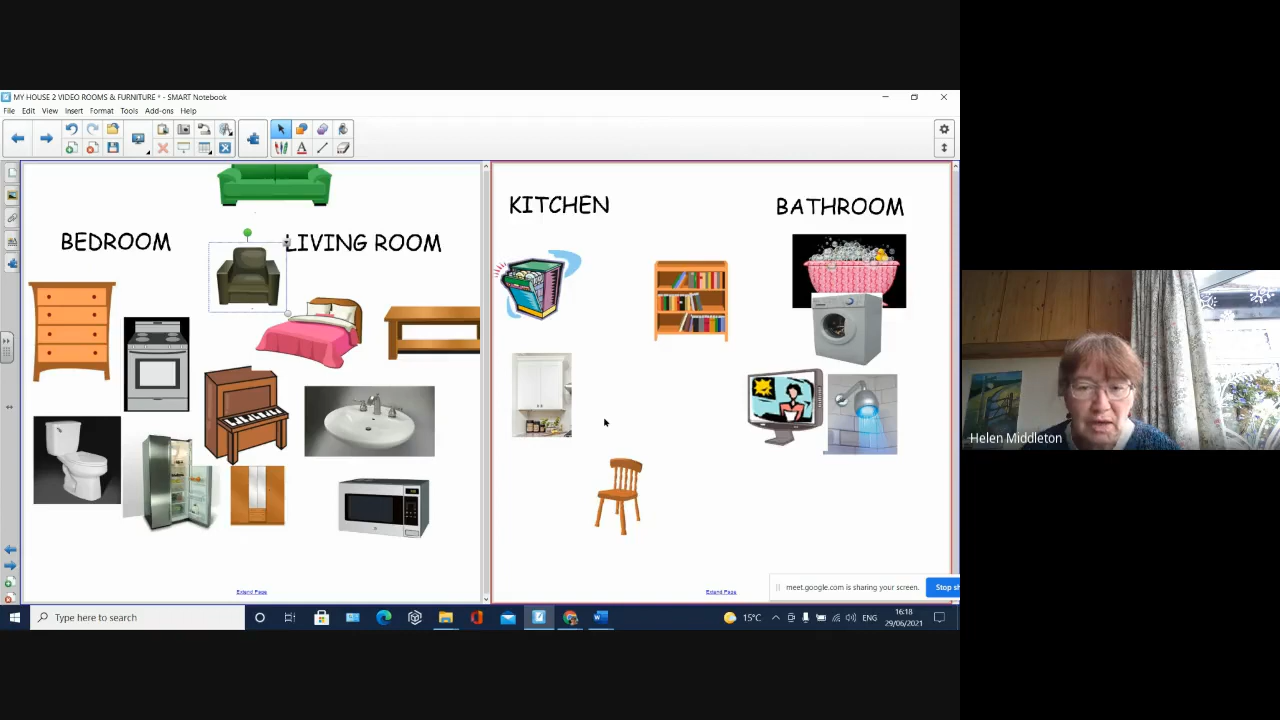 MY HOUSE 2 VIDEO ROOMS & FURNITURE * - SMART Notebook
File Edit View Insert Format Tools Add-ons Help
BEDROOM
LIVING ROOM
KITCHEN
BATHROOM
Extend Page
Extend Page
meet.google.com is sharing your screen.
Stop sh
Helen Middleton
Type here to search
15°C
ENG
16:18
29/06/2021